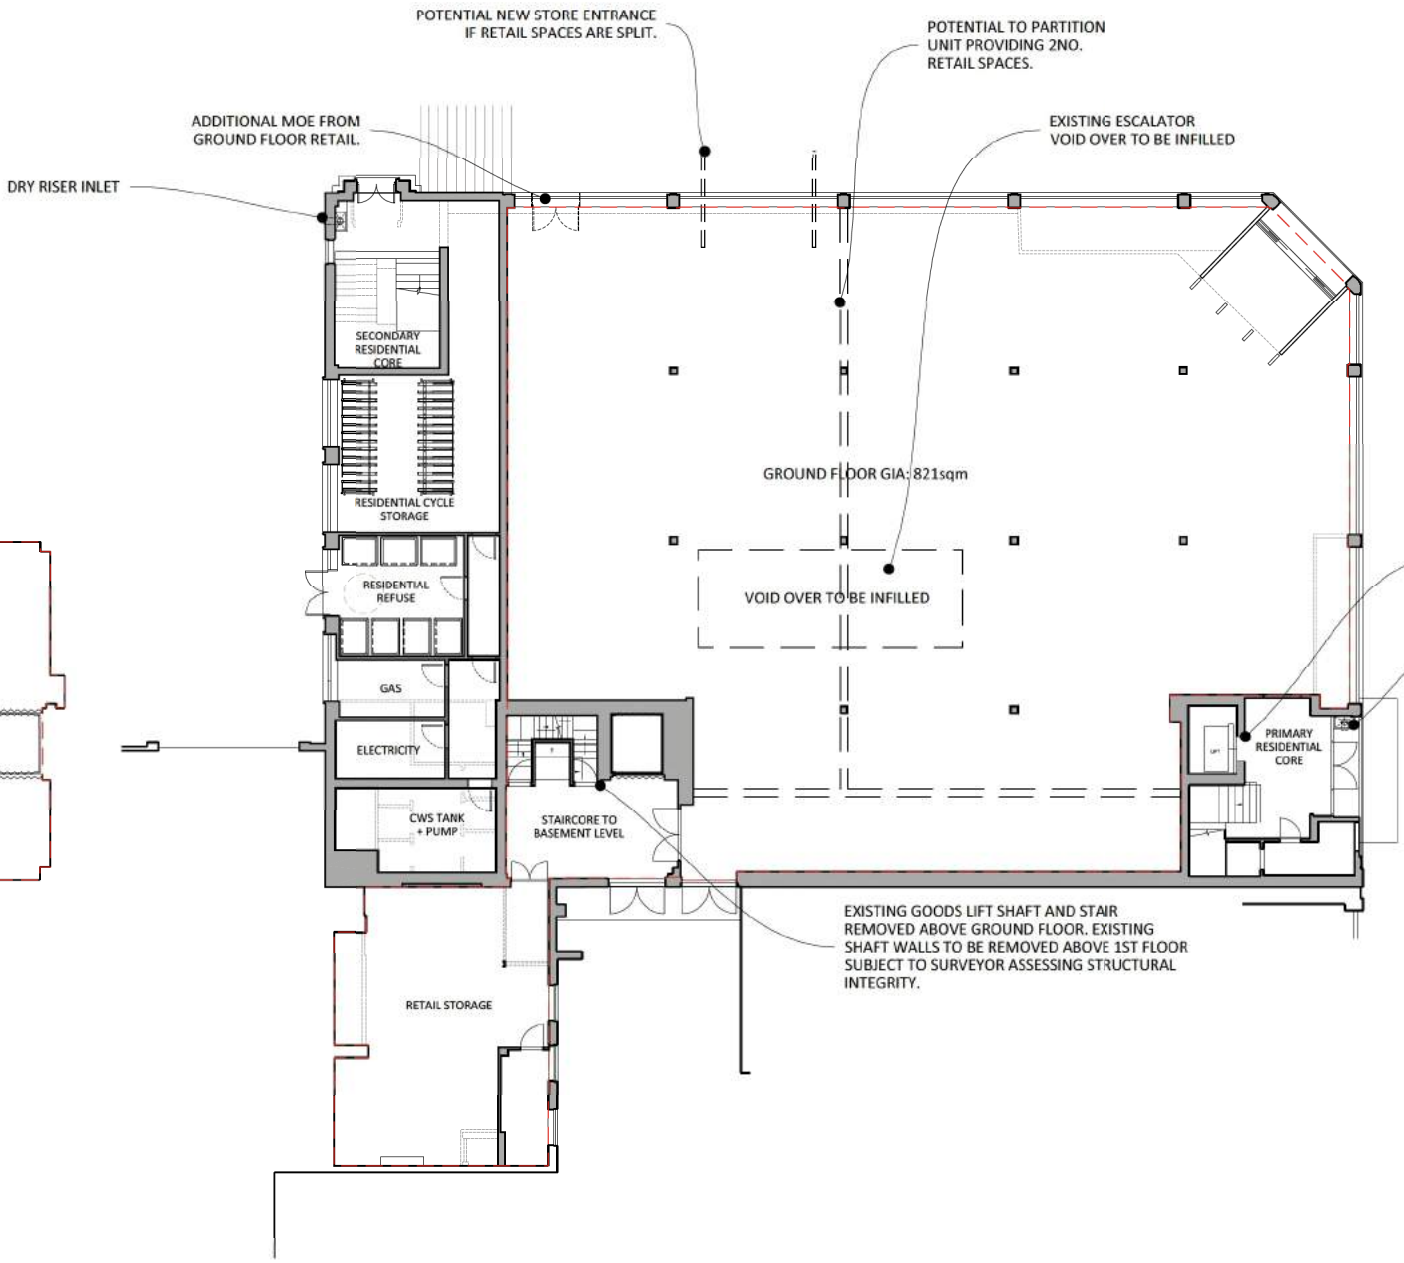 POTENTIAL NEW STORE ENTRANCE
IF RETAIL SPACES ARE SPLIT.
POTENTIAL TO PARTITION
UNIT PROVIDING 2NO.
RETAIL SPACES.
ADDITIONAL MOE FROM
GROUND FLOOR RETAIL.
EXISTING ESCALATOR
VOID OVER TO BE INFILLED
DRY RISER INLET
SECONDARY
RESIDENTIAL
CORE
GROUND FLOOR GIA: 821sqm
RESIDENTIAL CYCLE
STORAGE
RESIDENTIAL
REFUSE
VOID OVER TO BE INFILLED
GAS
ELECTRICITY
PRIMARY
RESIDENTIAL
CORE
LIFT
CWS TANK
+ PUMP
STAIRCORE TO
BASEMENT LEVEL
EXISTING GOODS LIFT SHAFT AND STAIR
REMOVED ABOVE GROUND FLOOR. EXISTING
SHAFT WALLS TO BE REMOVED ABOVE 1ST FLOOR
SUBJECT TO SURVEYOR ASSESSING STRUCTURAL
INTEGRITY.
RETAIL STORAGE